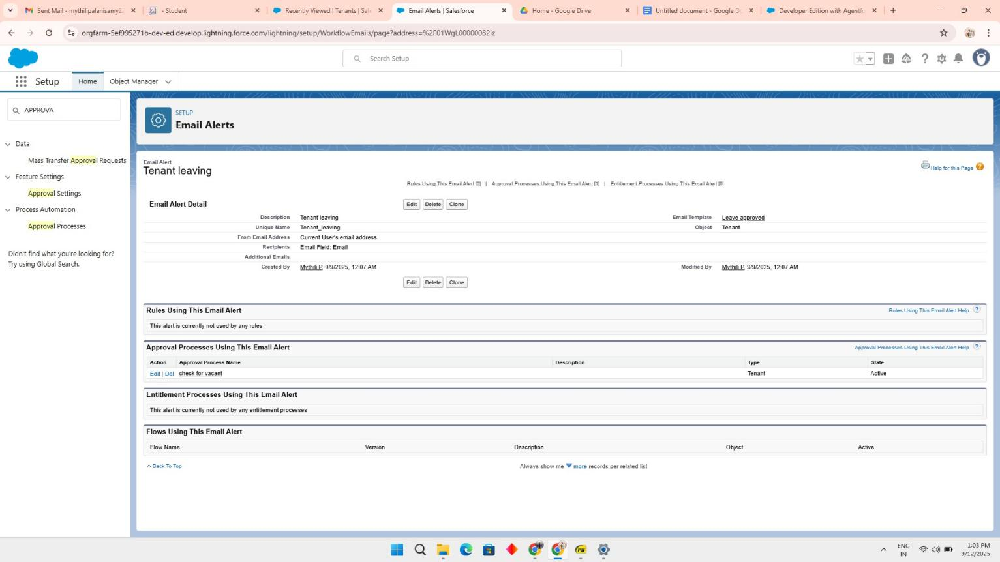 Sent Mail - mythilipalanisamy22
- Student
Recently Viewed | Tenants | Sale
Email Alerts | Salesforce
Home - Google Drive
Untitled document - Google Do
Developer Edition with Agentfo
orgfarm-5ef995271b-dev-ed.develop.lightning.force.com/lightning/setup/WorkflowEmails/page?address=%2F01WgL00000082iz
Search Setup
Setup
Home
Object Manager
APPROVA
Data
Mass Transfer Approval Requests
Feature Settings
Approval Settings
Process Automation
Approval Processes
Didn't find what you're looking for?
Try using Global Search.
SETUP
Email Alerts
Email Alert
Tenant leaving
Help for this Page
Rules Using This Email Alert [0] | Approval Processes Using This Email Alert [1] | Entitlement Processes Using This Email Alert [0]
Email Alert Detail
Edit Delete Clone
Description Tenant leaving Email Template Leave approved
Unique Name Tenant_leaving Object Tenant
From Email Address Current User's email address
Recipients Email Field: Email
Additional Emails
Created By Mythili P, 9/9/2025, 12:07 AM Modified By Mythili P, 9/9/2025, 12:07 AM
Edit Delete Clone
Rules Using This Email Alert
Rules Using This Email Alert Help ?
This alert is currently not used by any rules
Approval Processes Using This Email Alert
Approval Processes Using This Email Alert Help ?
Action Approval Process Name Description Type State
Edit | Del check for vacant Tenant Active
Entitlement Processes Using This Email Alert
This alert is currently not used by any entitlement processes
Flows Using This Email Alert
Flow Name Version Description Object Active
Back To Top
Always show me more records per related list
ENG
IN
1:03 PM
9/12/2025